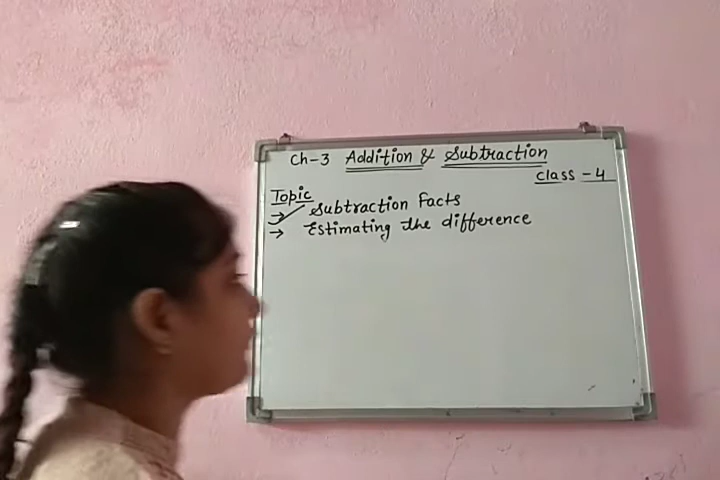 Ch-3 Addition & Subtraction
Class - 4
Topic
→ Subtraction Facts
→ Estimating the difference